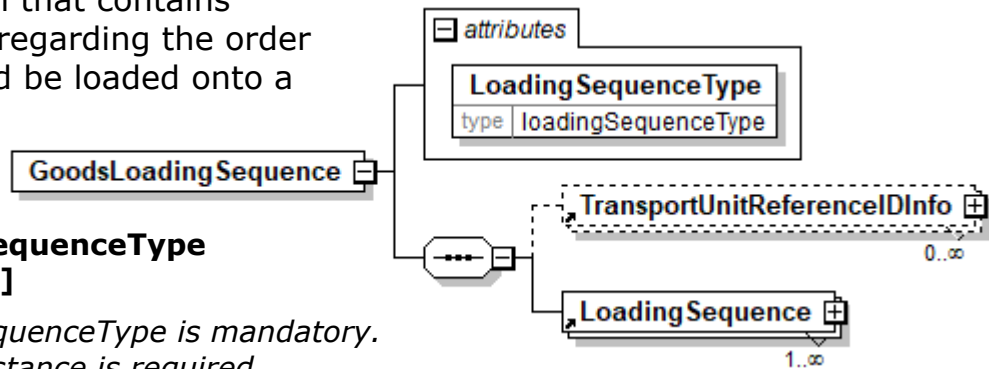 that contains
regarding the order
be loaded onto a
attributes
LoadingSequenceType
type loadingSequenceType
GoodsLoadingSequence
TransportUnitReferenceIDInfo
0..∞
LoadingSequence
1..∞
equenceType
]
quenceType is mandatory.
stance is required